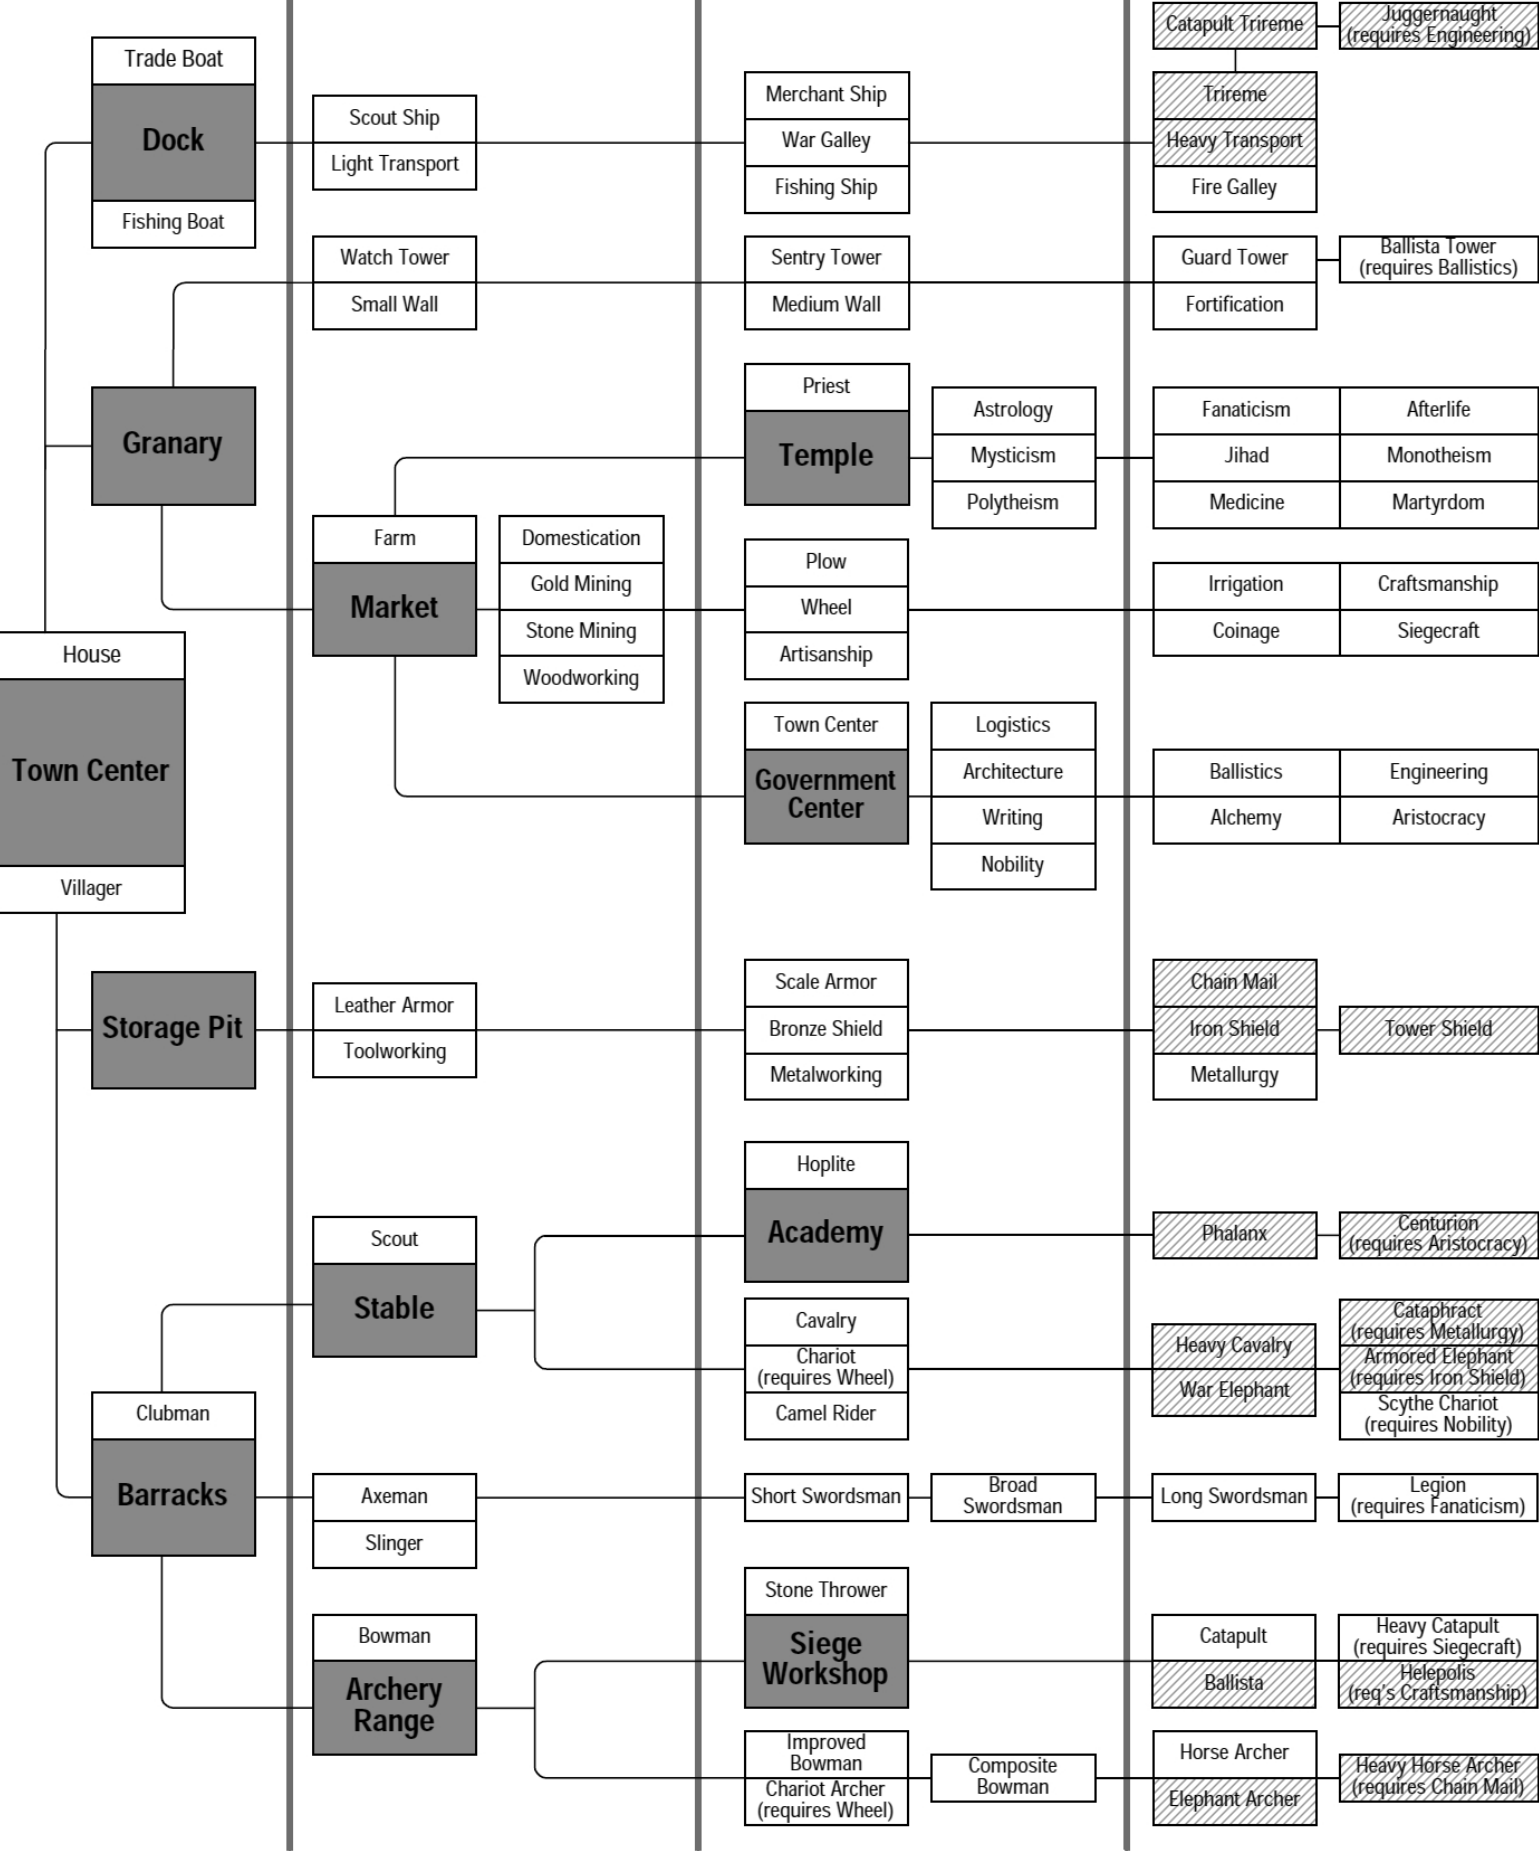 Catapult Trireme
Juggernaught
(requires Engineering)
Trade Boat
Dock
Fishing Boat
Scout Ship
Light Transport
Merchant Ship
War Galley
Fishing Ship
Trireme
Heavy Transport
Fire Galley
Watch Tower
Small Wall
Sentry Tower
Medium Wall
Guard Tower
Fortification
Ballista Tower
(requires Ballistics)
Granary
Priest
Temple
Astrology
Mysticism
Polytheism
Fanaticism
Afterlife
Jihad
Monotheism
Medicine
Martyrdom
Farm
Market
Domestication
Gold Mining
Stone Mining
Woodworking
Plow
Wheel
Artisanship
Irrigation
Craftsmanship
Coinage
Siegecraft
House
Town Center
Villager
Town Center
Government
Center
Logistics
Architecture
Writing
Nobility
Ballistics
Engineering
Alchemy
Aristocracy
Storage Pit
Leather Armor
Toolworking
Scale Armor
Bronze Shield
Metalworking
Chain Mail
Iron Shield
Metallurgy
Tower Shield
Hoplite
Academy
Phalanx
Centurion
(requires Aristocracy)
Scout
Stable
Cavalry
Chariot
(requires Wheel)
Camel Rider
Heavy Cavalry
War Elephant
Cataphract
(requires Metallurgy)
Armored Elephant
(requires Iron Shield)
Scythe Chariot
(requires Nobility)
Clubman
Barracks
Axeman
Slinger
Short Swordsman
Broad
Swordsman
Long Swordsman
Legion
(requires Fanaticism)
Bowman
Archery
Range
Stone Thrower
Siege
Workshop
Catapult
Ballista
Heavy Catapult
(requires Siegecraft)
Helepolis
(req's Craftsmanship)
Improved
Bowman
Chariot Archer
(requires Wheel)
Composite
Bowman
Horse Archer
Elephant Archer
Heavy Horse Archer
(requires Chain Mail)